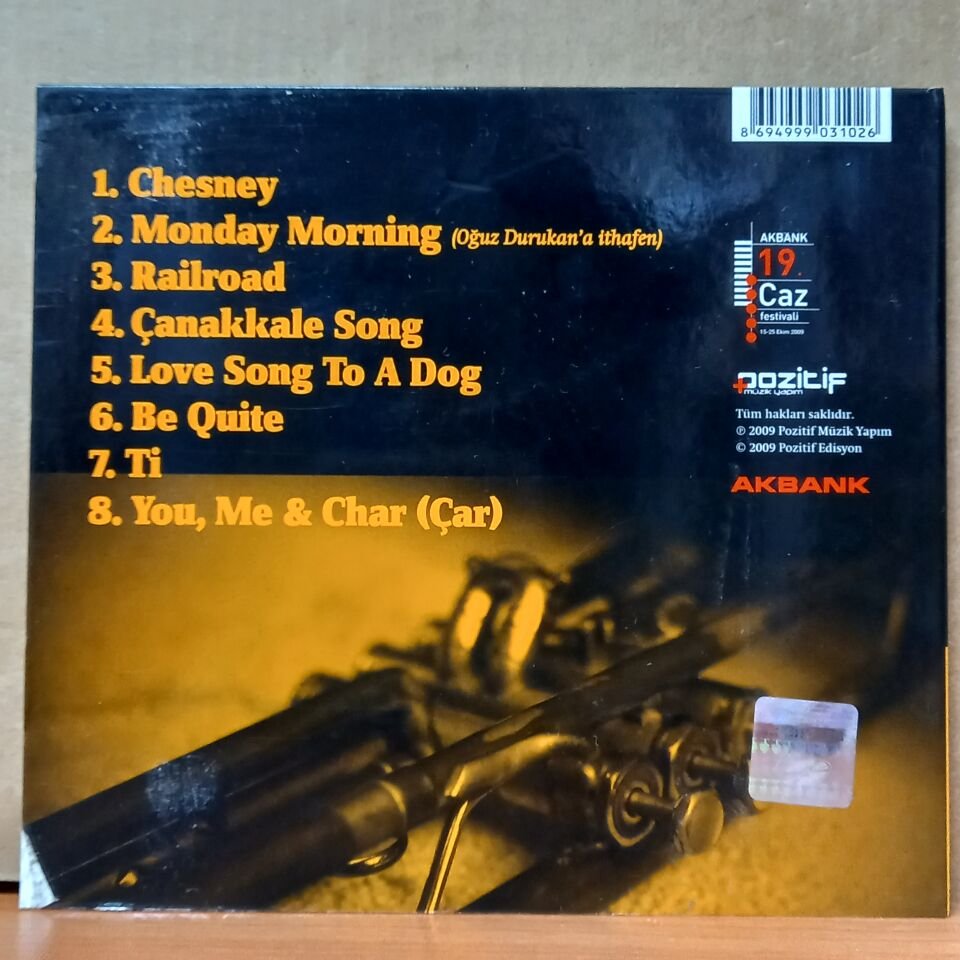 8 694999 031026
1. Chesney
2. Monday Morning (Oğuz Durukan'a ithafen)
3. Railroad
4. Çanakkale Song
5. Love Song To A Dog
6. Be Quite
7. Ti
8. You, Me & Char (Çar)
AKBANK
19.
Caz
festivali
15-25 Ekim 2009
+pozitif
müzik yapım
Tüm hakları saklıdır.
℗ 2009 Pozitif Müzik Yapım
© 2009 Pozitif Edisyon
AKBANK